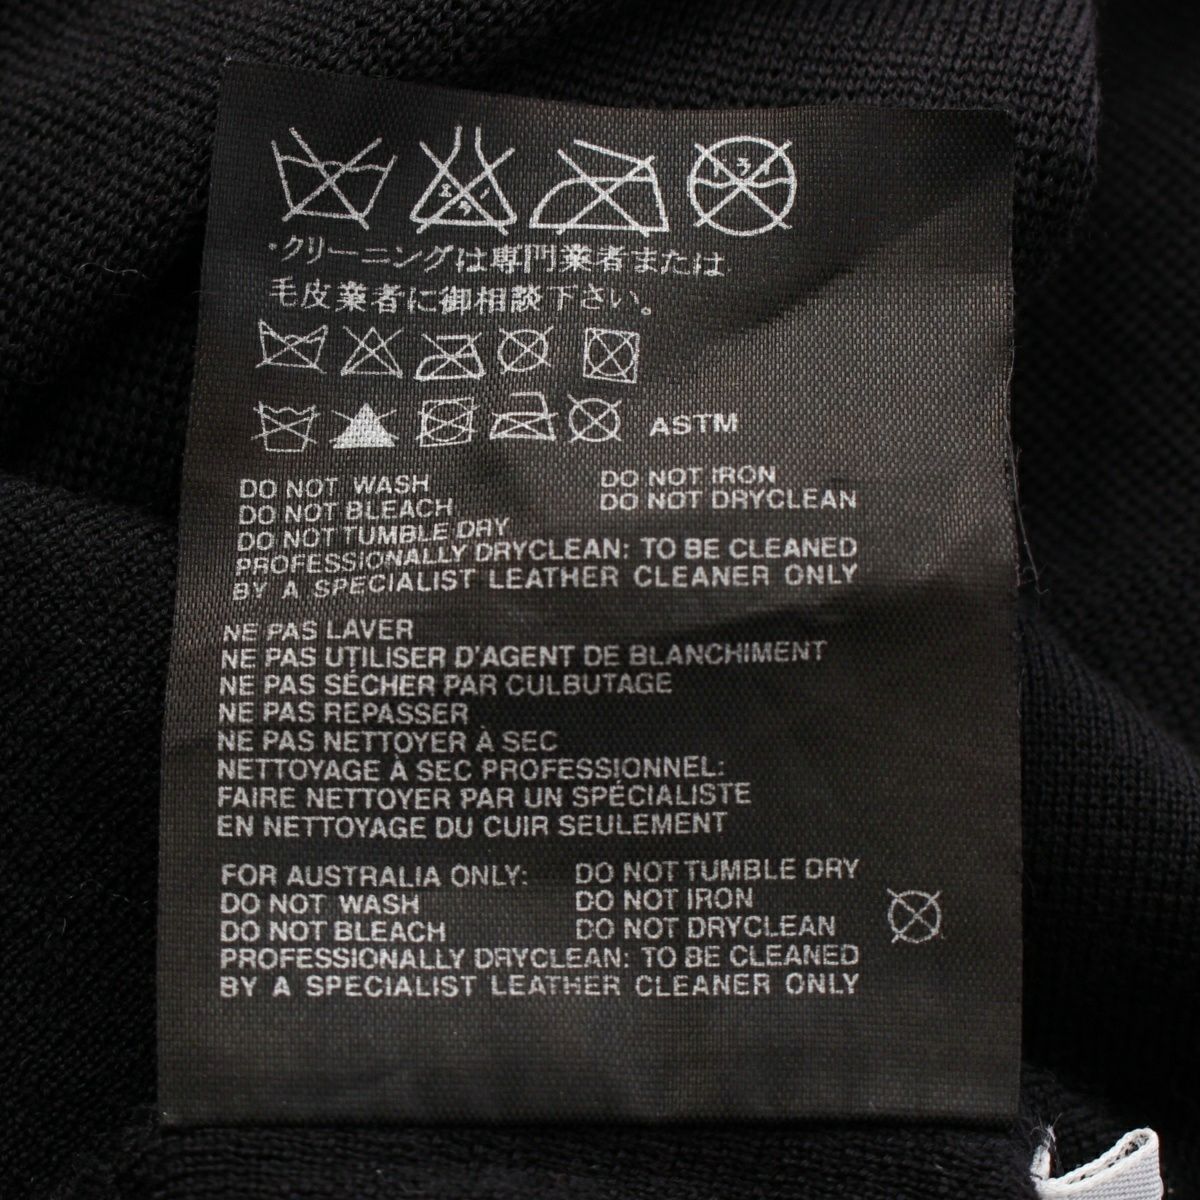 ・クリーニングは専門業者または
毛皮業者に御相談下さい。
ASTM
DO NOT WASH
DO NOT BLEACH
DO NOT TUMBLE DRY
DO NOT IRON
DO NOT DRYCLEAN
PROFESSIONALLY DRYCLEAN: TO BE CLEANED
BY A SPECIALIST LEATHER CLEANER ONLY
NE PAS LAVER
NE PAS UTILISER D'AGENT DE BLANCHIMENT
NE PAS SÉCHER PAR CULBUTAGE
NE PAS REPASSER
NE PAS NETTOYER À SEC
NETTOYAGE À SEC PROFESSIONNEL:
FAIRE NETTOYER PAR UN SPÉCIALISTE
EN NETTOYAGE DU CUIR SEULEMENT
FOR AUSTRALIA ONLY:
DO NOT WASH
DO NOT BLEACH
DO NOT TUMBLE DRY
DO NOT IRON
DO NOT DRYCLEAN
PROFESSIONALLY DRYCLEAN: TO BE CLEANED
BY A SPECIALIST LEATHER CLEANER ONLY